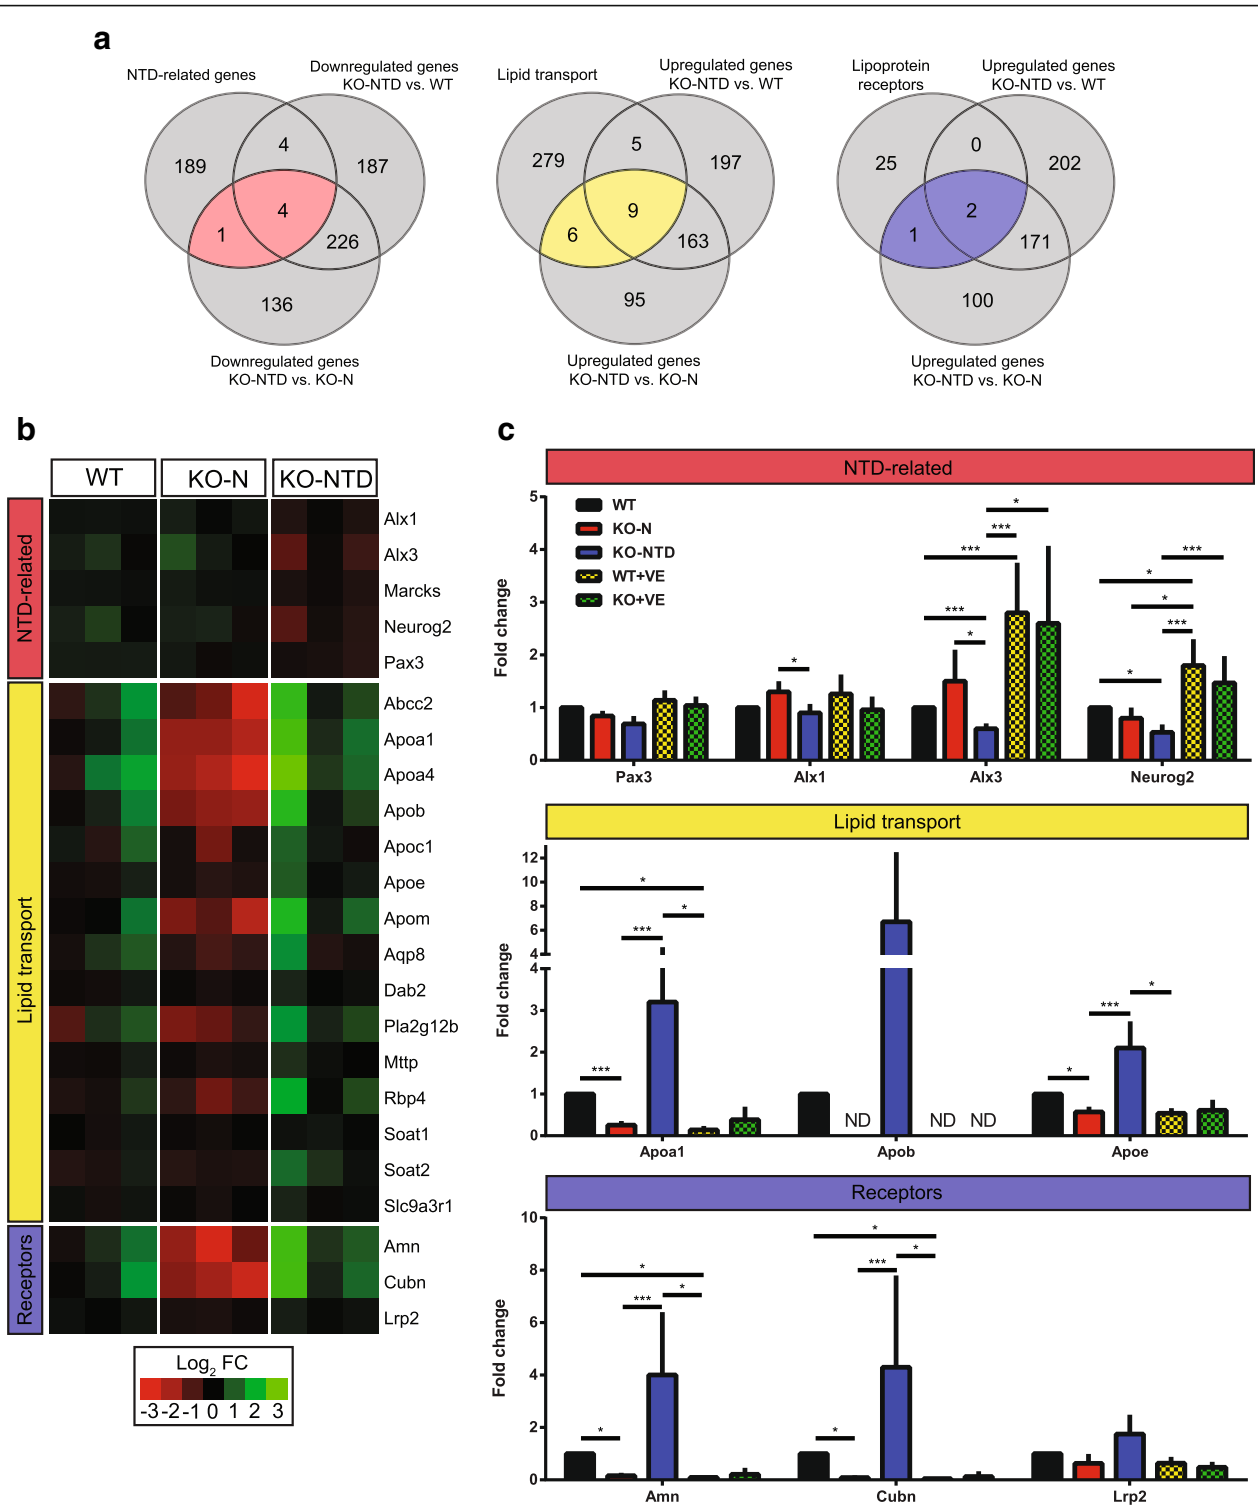 a
NTD-related genes
Downregulated genes
KO-NTD vs. WT
189
4
187
4
1
226
136
Downregulated genes
KO-NTD vs. KO-N
Lipid transport
Upregulated genes
KO-NTD vs. WT
279
5
197
9
6
163
95
Upregulated genes
KO-NTD vs. KO-N
Lipoprotein
receptors
Upregulated genes
KO-NTD vs. WT
25
0
202
2
1
171
100
Upregulated genes
KO-NTD vs. KO-N
b
WT KO-N KO-NTD
NTD-related
Alx1
Alx3
Marcks
Neurog2
Pax3
Lipid transport
Abcc2
Apoa1
Apoa4
Apob
Apoc1
Apoe
Apom
Aqp8
Dab2
Pla2g12b
Mttp
Rbp4
Soat1
Soat2
Slc9a3r1
Receptors
Amn
Cubn
Lrp2
Log2 FC
-3 -2 -1 0 1 2 3
c
NTD-related
Fold change
5
4
3
2
1
0
WT
KO-N
KO-NTD
WT+VE
KO+VE
*
***
*
***
*
***
***
*
*
***
*
Pax3 Alx1 Alx3 Neurog2
Lipid transport
Fold change
12
10
8
6
4
4
3
2
1
0
*
*
***
***
ND ND ND
*
***
*
Apoa1 Apob Apoe
Receptors
Fold change
10
8
6
4
2
0
*
*
***
*
*
*
***
*
Amn Cubn Lrp2